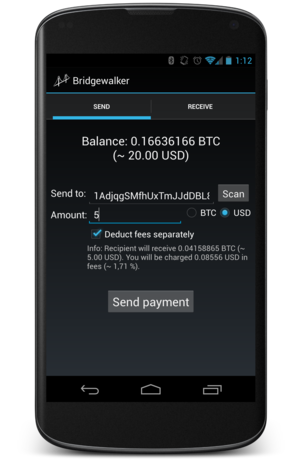 1:12
Bridgewalker
SEND RECEIVE
Balance: 0.16636166 BTC
(~ 20.00 USD)
Send to: 1AdjqgSMfhUxTmJJdDBL8 Scan
Amount: 5 BTC USD
Deduct fees separately
Info: Recipient will receive 0.04158865 BTC (~
5.00 USD). You will be charged 0.08556 USD in
fees (~ 1,71 %).
Send payment